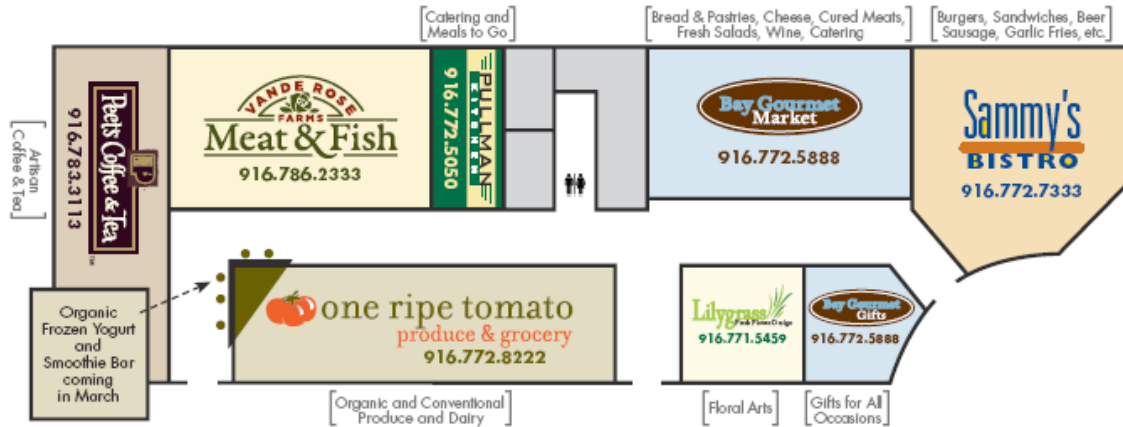 Catering and
Meals to Go
Bread & Pastries, Cheese, Cured Meats,
Fresh Salads, Wine, Catering
Burgers, Sandwiches, Beer
Sausage, Garlic Fries, etc.
Artisan
Coffee & Tea
Peets Coffee & Tea
TM
916.783.3113
VANDE ROSE
FARMS
Meat & Fish
916.786.2333
PULLMAN
KITCHEN
916.772.5050
Bay Gourmet
Market
916.772.5888
Sammy's
BISTRO
916.772.7333
Organic
Frozen Yogurt
and
Smoothie Bar
coming
in March
one ripe tomato
produce & grocery
916.772.8222
Lilygrass
916.771.5459
Bay Gourmet
Gifts
916.772.5888
Organic and Conventional
Produce and Dairy
Floral Arts
Gifts for All
Occasions